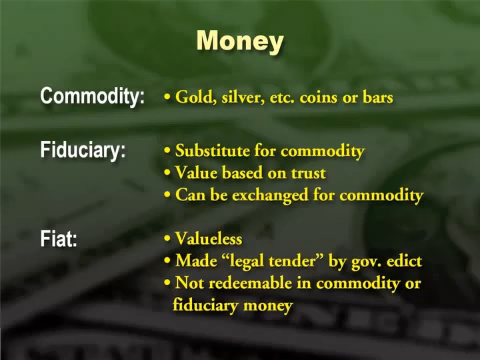 Money
Commodity: • Gold, silver, etc. coins or bars
Fiduciary: • Substitute for commodity
• Value based on trust
• Can be exchanged for commodity
Fiat: • Valueless
• Made “legal tender” by gov. edict
• Not redeemable in commodity or
fiduciary money